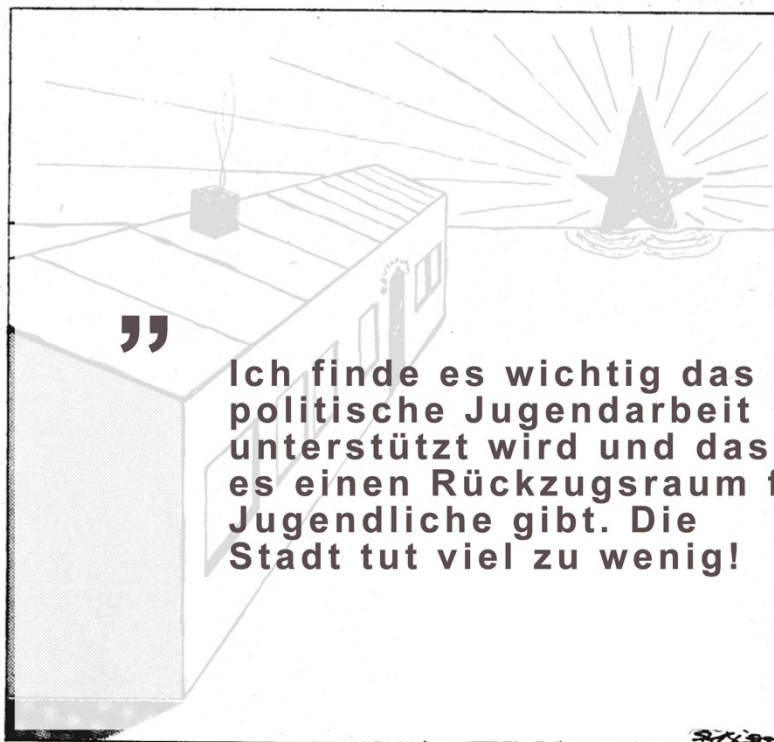 ”
Ich finde es wichtig das
politische Jugendarbeit
unterstützt wird und das
es einen Rückzugsraum f
Jugendliche gibt. Die
Stadt tut viel zu wenig!